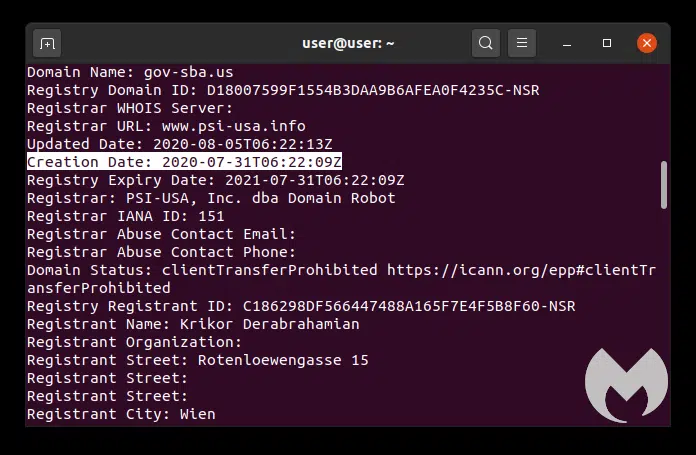 user@user: ~
Domain Name: gov-sba.us
Registry Domain ID: D18007599F1554B3DAA9B6AFEA0F4235C-NSR
Registrar WHOIS Server:
Registrar URL: www.psi-usa.info
Updated Date: 2020-08-05T06:22:13Z
Creation Date: 2020-07-31T06:22:09Z
Registry Expiry Date: 2021-07-31T06:22:09Z
Registrar: PSI-USA, Inc. dba Domain Robot
Registrar IANA ID: 151
Registrar Abuse Contact Email:
Registrar Abuse Contact Phone:
Domain Status: clientTransferProhibited https://icann.org/epp#clientTr
ansferProhibited
Registry Registrant ID: C186298DF566447488A165F7E4F5B8F60-NSR
Registrant Name: Krikor Derabrahamian
Registrant Organization:
Registrant Street: Rotenloewengasse 15
Registrant Street:
Registrant Street:
Registrant City: Wien